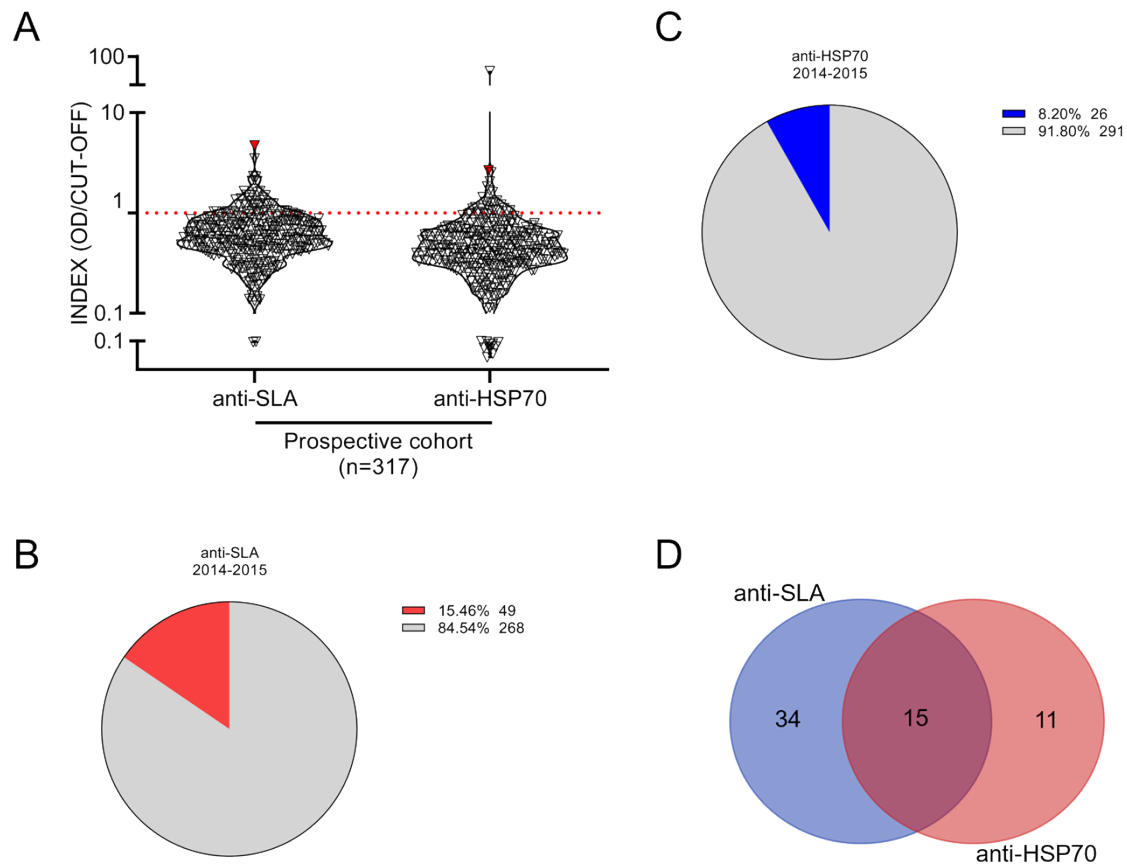 A
100
10
1
0.1
0.1
INDEX (OD/CUT-OFF)
anti-SLA
anti-HSP70
Prospective cohort
(n=317)
C
anti-HSP70
2014-2015
8.20% 26
91.80% 291
B
anti-SLA
2014-2015
15.46% 49
84.54% 268
D
anti-SLA
34
15
11
anti-HSP70